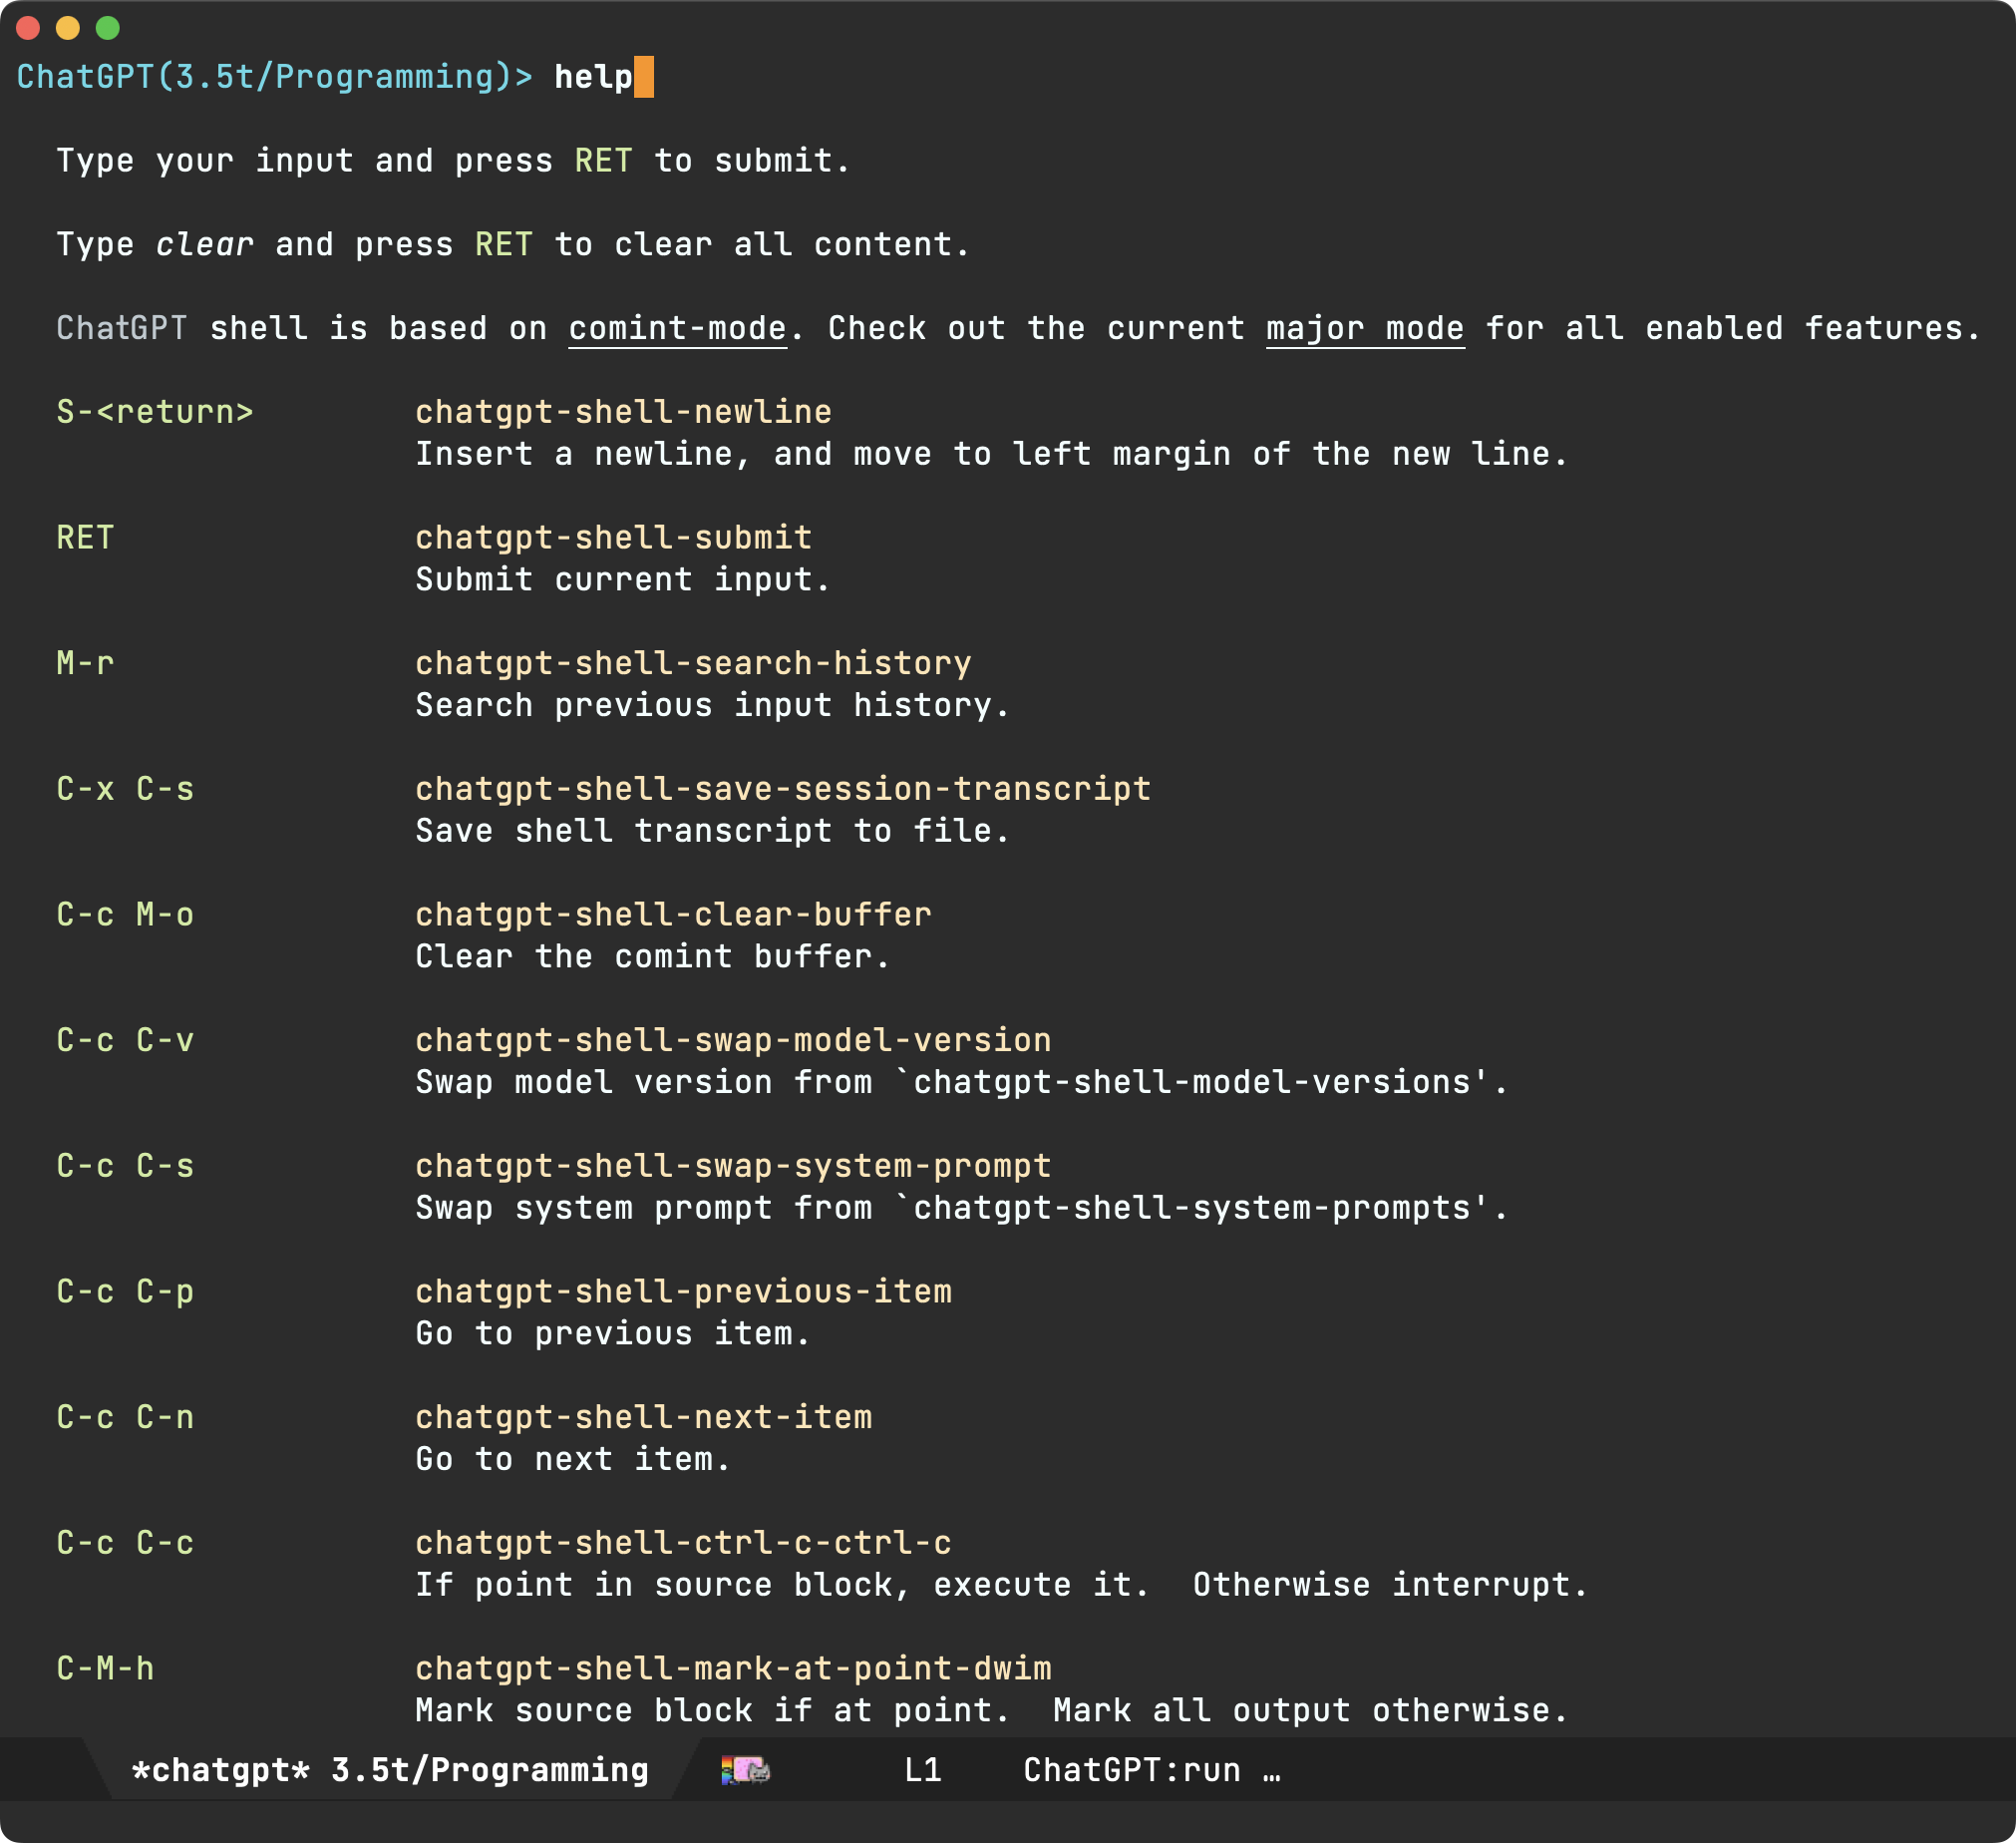 ChatGPT(3.5t/Programming)> help
Type your input and press RET to submit.
Type clear and press RET to clear all content.
ChatGPT shell is based on comint-mode. Check out the current major mode for all enabled features.
S-<return> chatgpt-shell-newline
Insert a newline, and move to left margin of the new line.
RET chatgpt-shell-submit
Submit current input.
M-r chatgpt-shell-search-history
Search previous input history.
C-x C-s chatgpt-shell-save-session-transcript
Save shell transcript to file.
C-c M-o chatgpt-shell-clear-buffer
Clear the comint buffer.
C-c C-v chatgpt-shell-swap-model-version
Swap model version from `chatgpt-shell-model-versions'.
C-c C-s chatgpt-shell-swap-system-prompt
Swap system prompt from `chatgpt-shell-system-prompts'.
C-c C-p chatgpt-shell-previous-item
Go to previous item.
C-c C-n chatgpt-shell-next-item
Go to next item.
C-c C-c chatgpt-shell-ctrl-c-ctrl-c
If point in source block, execute it.  Otherwise interrupt.
C-M-h chatgpt-shell-mark-at-point-dwim
Mark source block if at point.  Mark all output otherwise.
*chatgpt* 3.5t/Programming L1 ChatGPT:run …